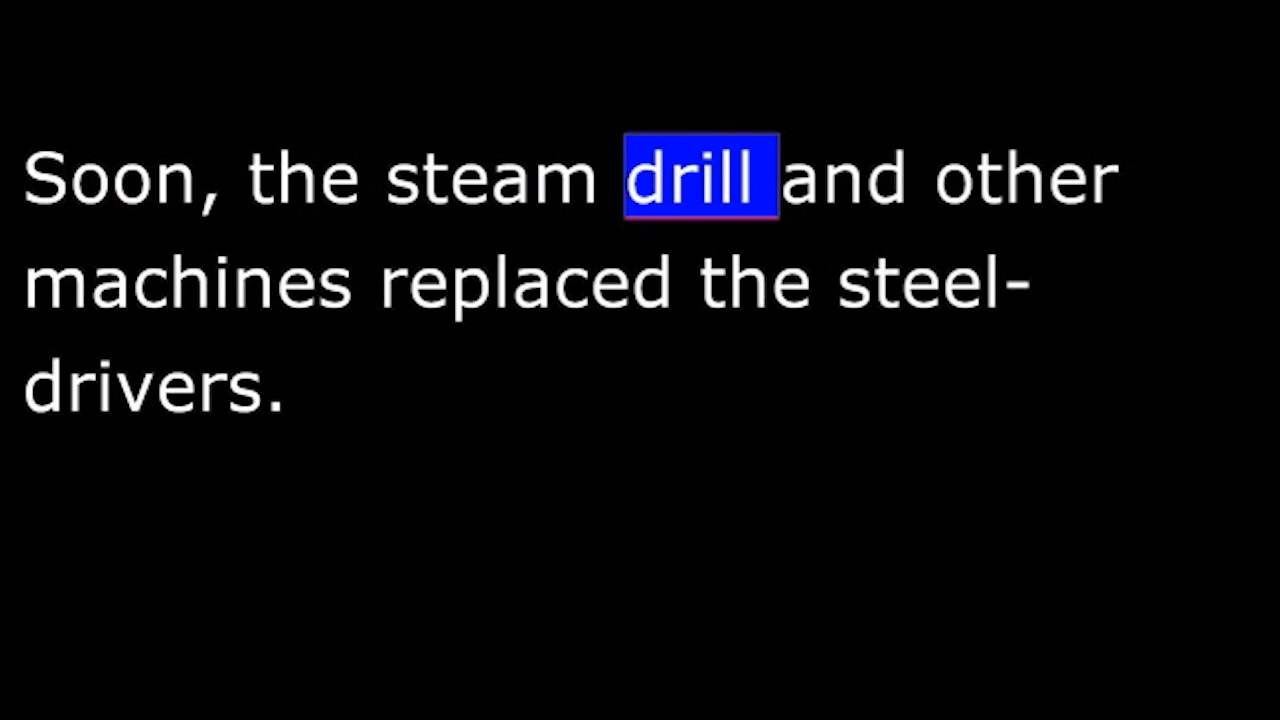 Soon, the steam drill and other
machines replaced the steel-
drivers.